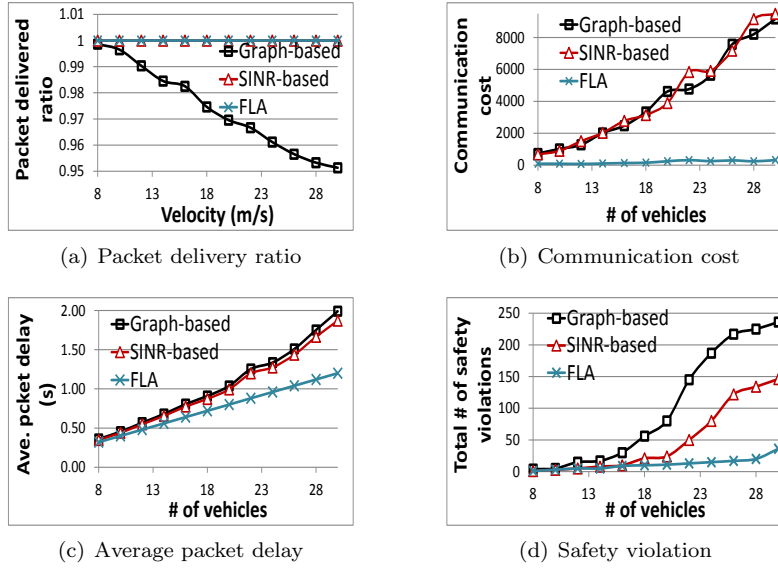 1.01
1
0.99
0.98
0.97
0.96
0.95
Packet delivered
ratio
Graph-based
SINR-based
FLA
8 13 18 23 28
Velocity (m/s)
(a) Packet delivery ratio
8000
6000
4000
2000
0
Communication
cost
Graph-based
SINR-based
FLA
8 13 18 23 28
# of vehicles
(b) Communication cost
2.00
1.50
1.00
0.50
0.00
Ave. pcket delay
(s)
Graph-based
SINR-based
FLA
8 13 18 23 28
# of vehicles
(c) Average packet delay
250
200
150
100
50
0
Total # of safety
violations
Graph-based
SINR-based
FLA
8 13 18 23 28
# of vehicles
(d) Safety violation